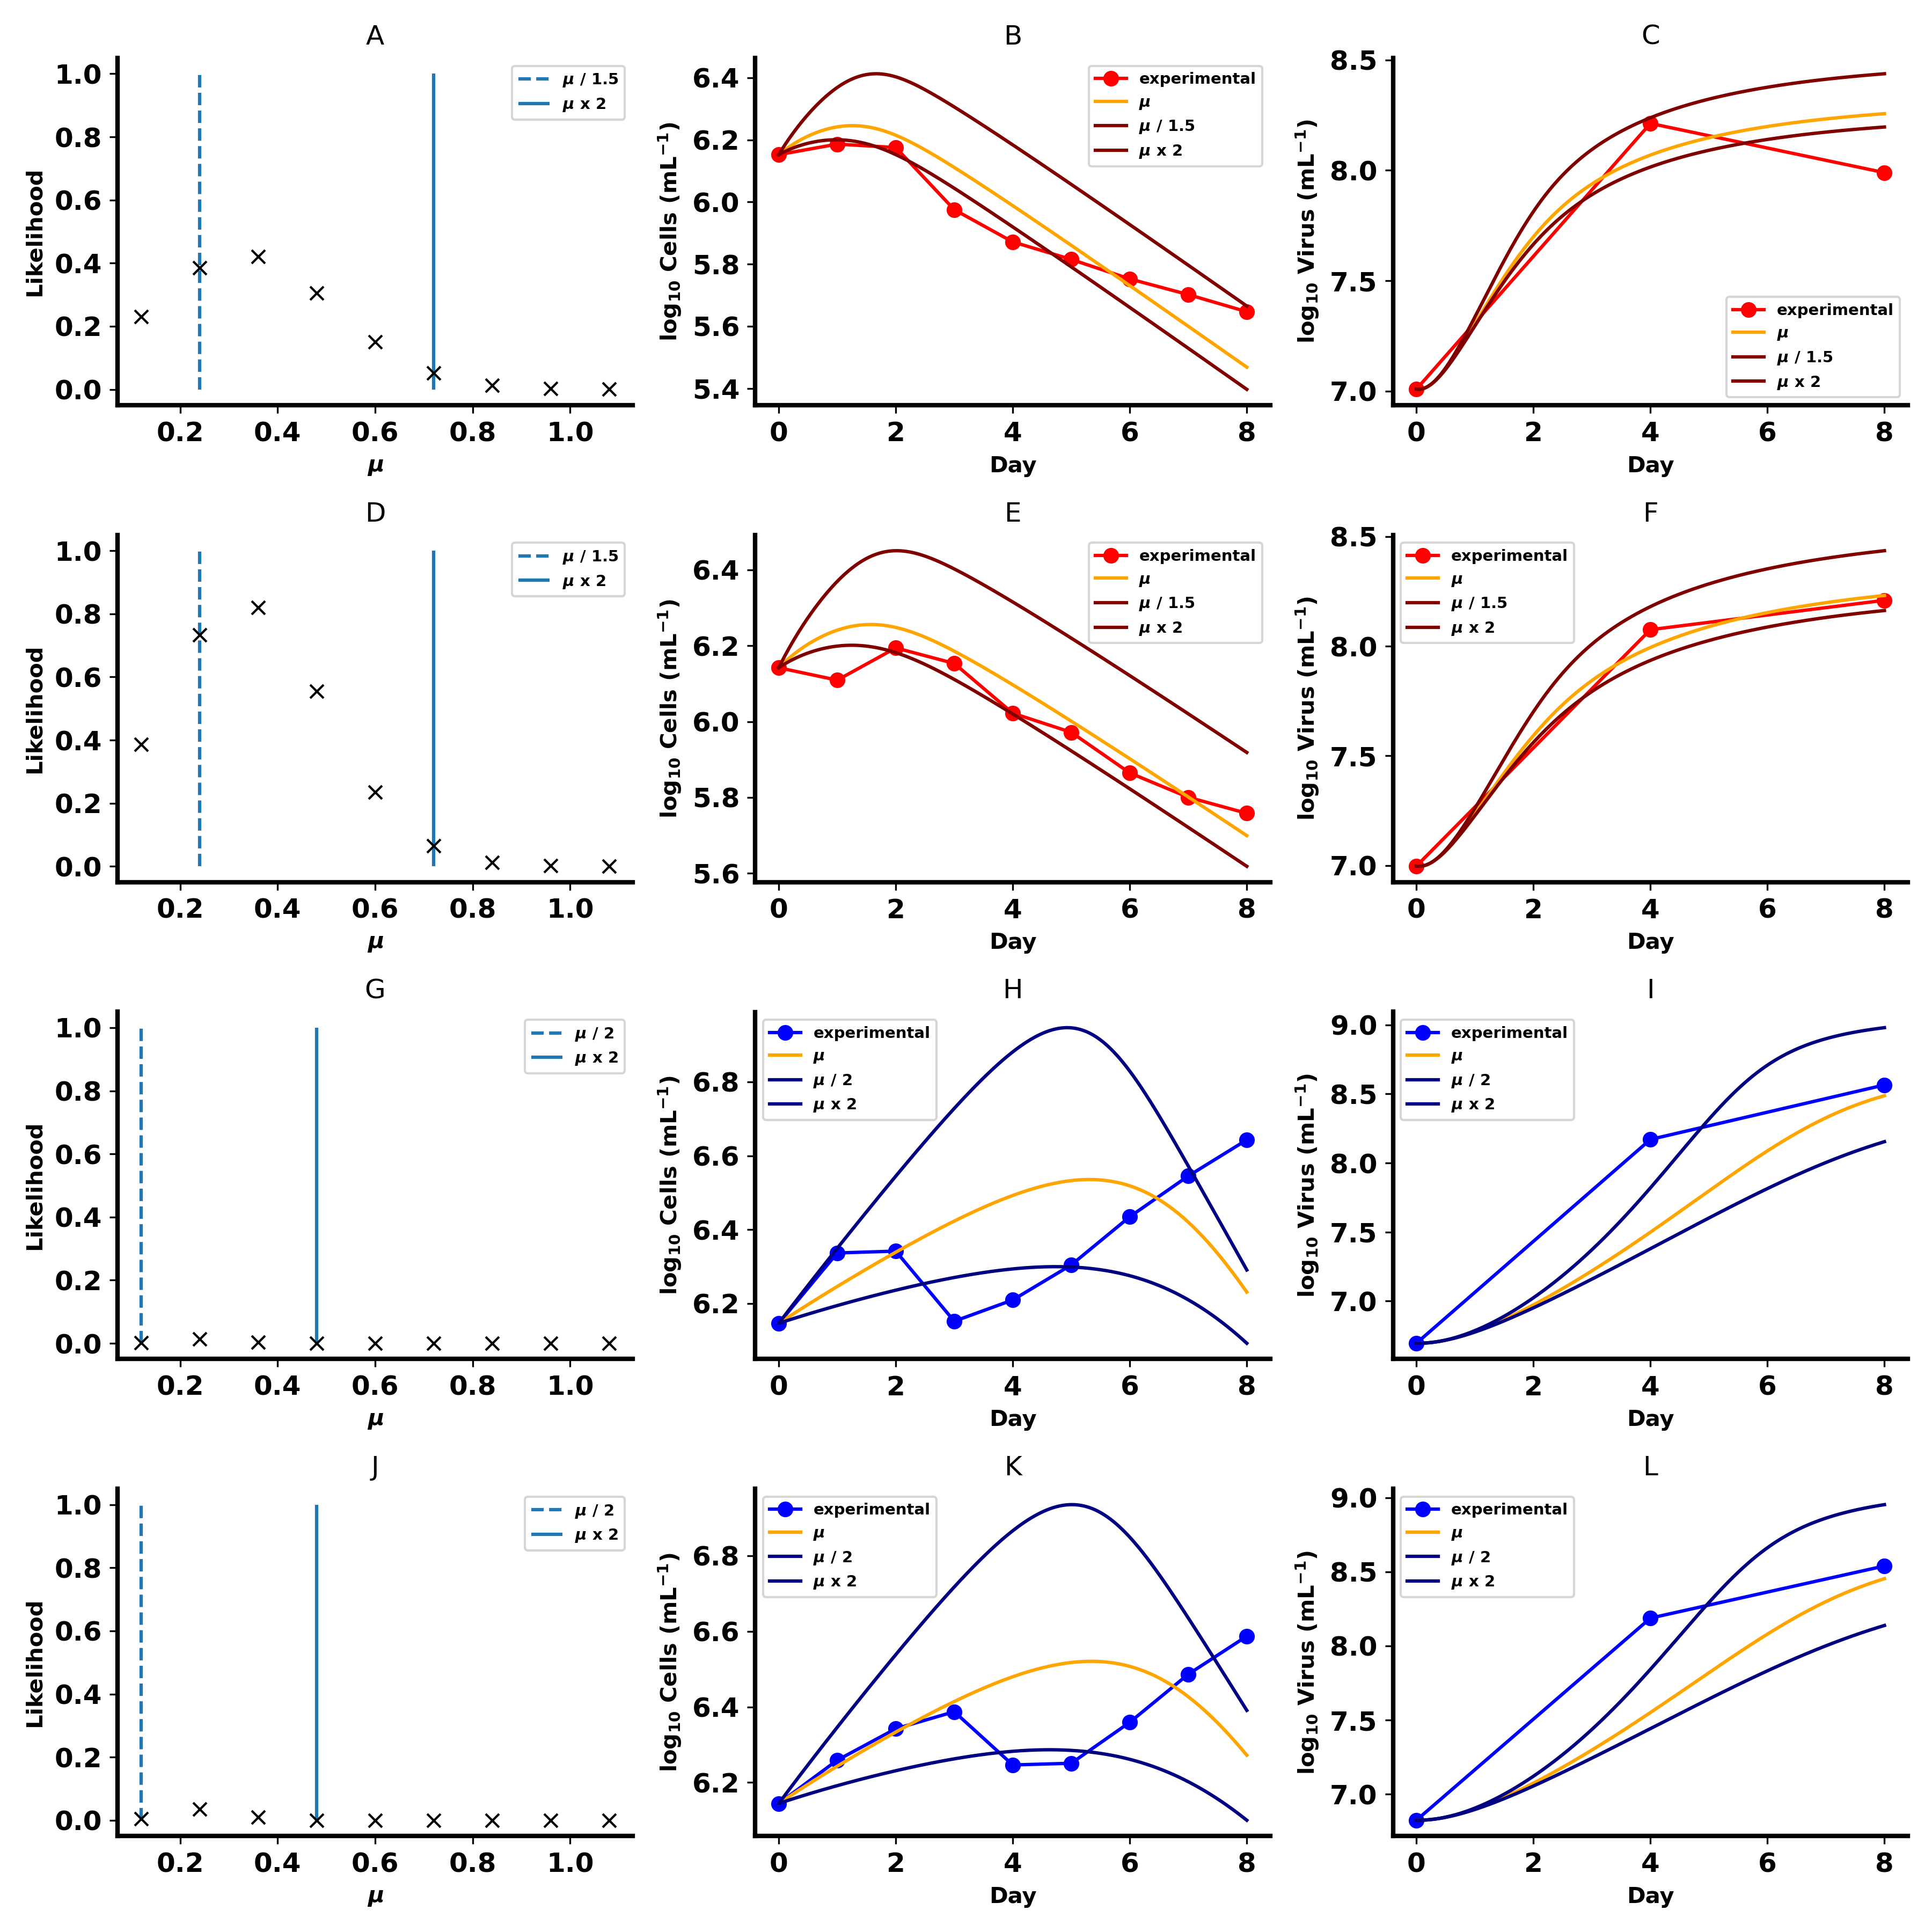 A
Likelihood
1.0
0.8
0.6
0.4
0.2
0.0
0.2 0.4 0.6 0.8 1.0
μ
μ / 1.5
μ x 2
B
log₁₀ Cells (mL⁻¹)
6.4
6.2
6.0
5.8
5.6
5.4
0 2 4 6 8
Day
experimental
μ
μ / 1.5
μ x 2
C
log₁₀ Virus (mL⁻¹)
8.5
8.0
7.5
7.0
0 2 4 6 8
Day
experimental
μ
μ / 1.5
μ x 2
D
Likelihood
1.0
0.8
0.6
0.4
0.2
0.0
0.2 0.4 0.6 0.8 1.0
μ
μ / 1.5
μ x 2
E
log₁₀ Cells (mL⁻¹)
6.4
6.2
6.0
5.8
5.6
0 2 4 6 8
Day
experimental
μ
μ / 1.5
μ x 2
F
log₁₀ Virus (mL⁻¹)
8.5
8.0
7.5
7.0
0 2 4 6 8
Day
experimental
μ
μ / 1.5
μ x 2
G
Likelihood
1.0
0.8
0.6
0.4
0.2
0.0
0.2 0.4 0.6 0.8 1.0
μ
μ / 2
μ x 2
H
log₁₀ Cells (mL⁻¹)
6.8
6.6
6.4
6.2
0 2 4 6 8
Day
experimental
μ
μ / 2
μ x 2
I
log₁₀ Virus (mL⁻¹)
9.0
8.5
8.0
7.5
7.0
0 2 4 6 8
Day
experimental
μ
μ / 2
μ x 2
J
Likelihood
1.0
0.8
0.6
0.4
0.2
0.0
0.2 0.4 0.6 0.8 1.0
μ
μ / 2
μ x 2
K
log₁₀ Cells (mL⁻¹)
6.8
6.6
6.4
6.2
0 2 4 6 8
Day
experimental
μ
μ / 2
μ x 2
L
log₁₀ Virus (mL⁻¹)
9.0
8.5
8.0
7.5
7.0
0 2 4 6 8
Day
experimental
μ
μ / 2
μ x 2